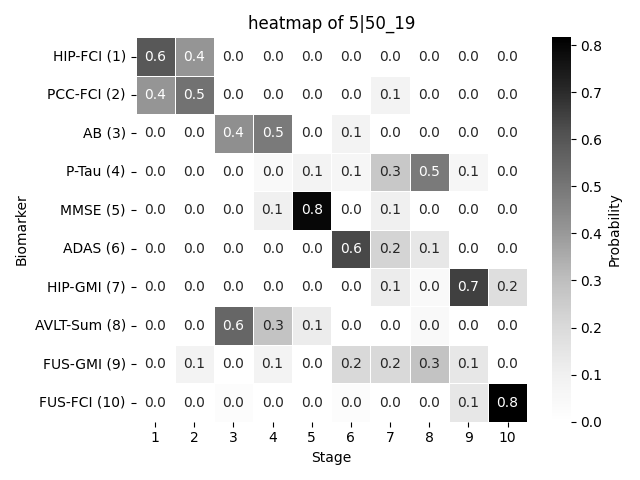 heatmap of 5|50_19
HIP-FCI (1) 0.6 0.4 0.0 0.0 0.0 0.0 0.0 0.0 0.0 0.0
PCC-FCI (2) 0.4 0.5 0.0 0.0 0.0 0.0 0.1 0.0 0.0 0.0
AB (3) 0.0 0.0 0.4 0.5 0.0 0.1 0.0 0.0 0.0 0.0
P-Tau (4) 0.0 0.0 0.0 0.0 0.1 0.1 0.3 0.5 0.1 0.0
MMSE (5) 0.0 0.0 0.0 0.1 0.8 0.0 0.1 0.0 0.0 0.0
ADAS (6) 0.0 0.0 0.0 0.0 0.0 0.6 0.2 0.1 0.0 0.0
HIP-GMI (7) 0.0 0.0 0.0 0.0 0.0 0.0 0.1 0.0 0.7 0.2
AVLT-Sum (8) 0.0 0.0 0.6 0.3 0.1 0.0 0.0 0.0 0.0 0.0
FUS-GMI (9) 0.0 0.1 0.0 0.1 0.0 0.2 0.2 0.3 0.1 0.0
FUS-FCI (10) 0.0 0.0 0.0 0.0 0.0 0.0 0.0 0.0 0.1 0.8
1 2 3 4 5 6 7 8 9 10
Stage
Biomarker
0.8
0.7
0.6
0.5
0.4
0.3
0.2
0.1
0.0
Probability